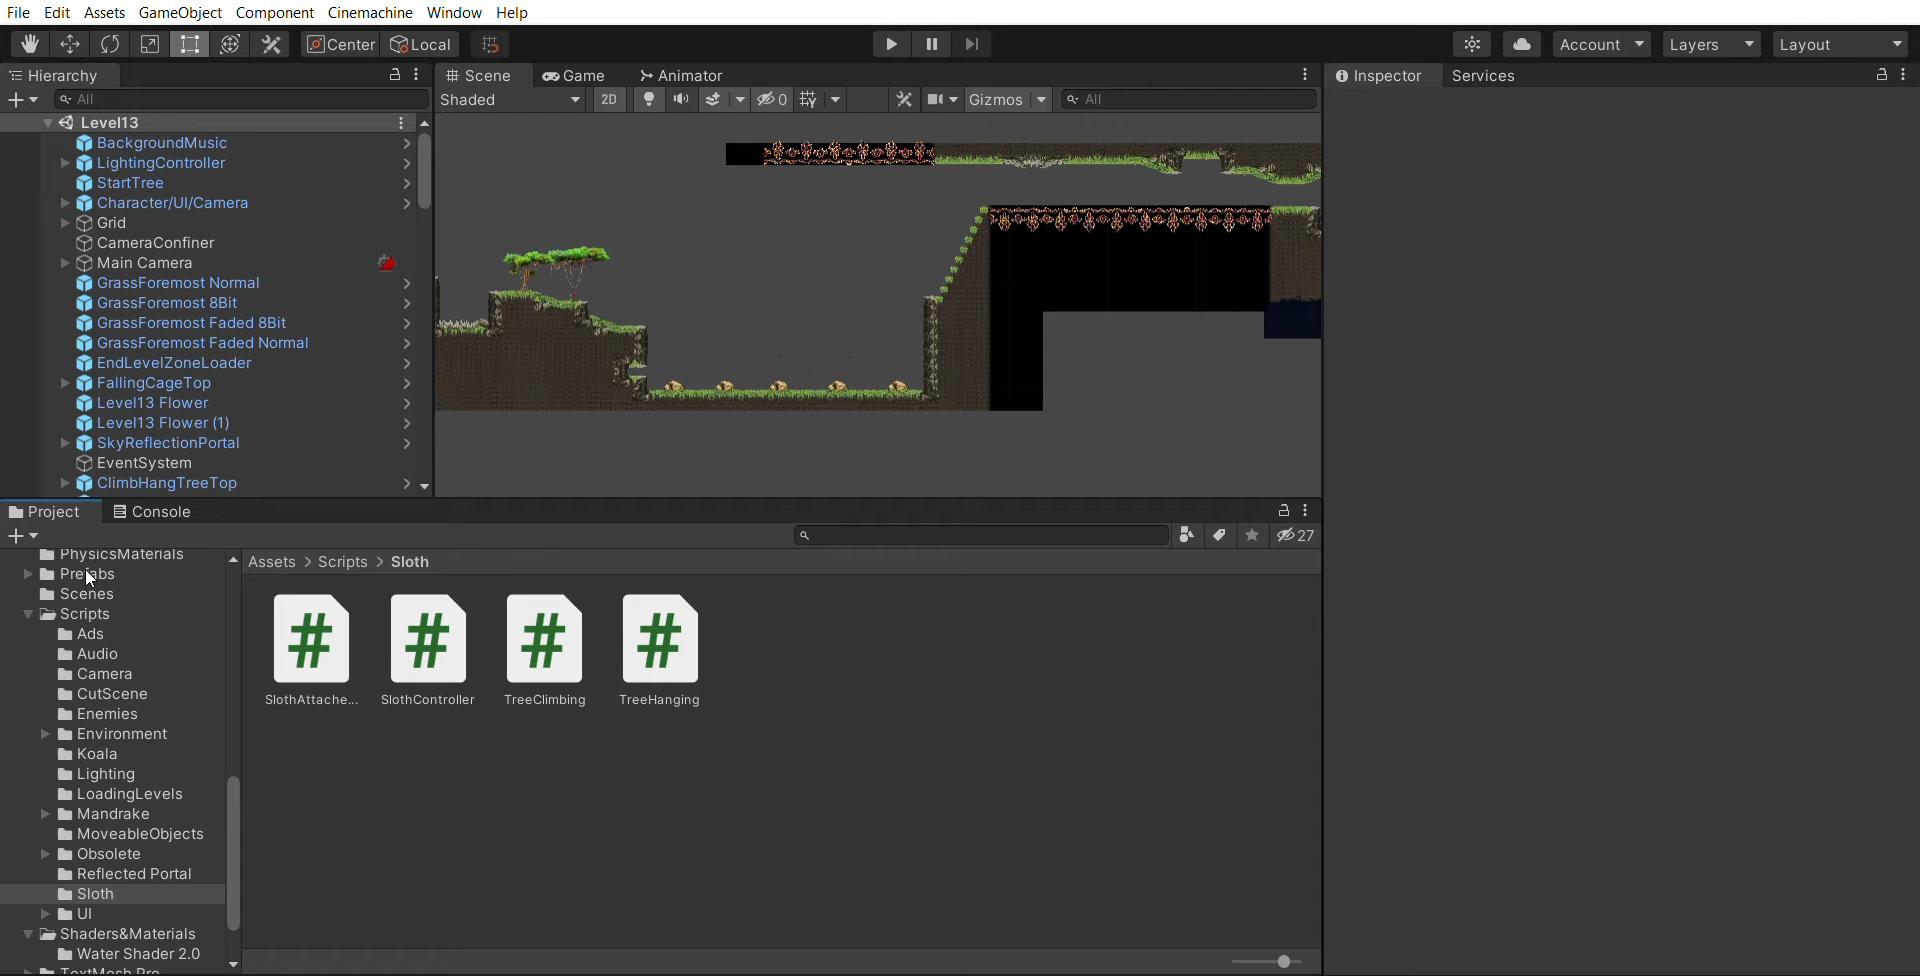 File Edit Assets GameObject Component Cinemachine Window Help
Center Local Account Layers Layout
Hierarchy Scene Game Animator Inspector Services
All Shaded 2D 0 Gizmos All
Level13
BackgroundMusic
LightingController
StartTree
Character/UI/Camera
Grid
CameraConfiner
Main Camera
GrassForemost Normal
GrassForemost 8Bit
GrassForemost Faded 8Bit
GrassForemost Faded Normal
EndLevelZoneLoader
FallingCageTop
Level13 Flower
Level13 Flower (1)
SkyReflectionPortal
EventSystem
ClimbHangTreeTop
Project Console
27
PhysicsMaterials
Prefabs
Scenes
Scripts
Ads
Audio
Camera
CutScene
Enemies
Environment
Koala
Lighting
LoadingLevels
Mandrake
MoveableObjects
Obsolete
Reflected Portal
Sloth
UI
Shaders&Materials
Water Shader 2.0
TextMesh Pro
Assets > Scripts > Sloth
# # # #
SlothAttache... SlothController TreeClimbing TreeHanging